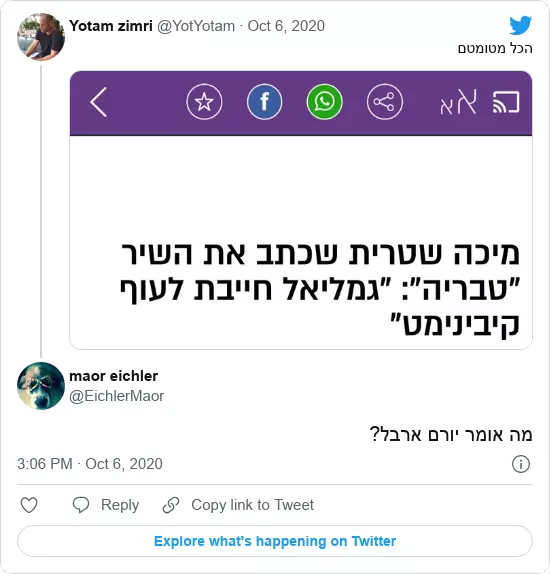 Yotam zimri @YotYotam · Oct 6, 2020
הכל מטומטם
א א
מיכה שטרית שכתב את השיר
"טבריה": "גמליאל חייבת לעוף
קיבינימט"
maor eichler
@EichlerMaor
מה אומר יורם ארבל?
3:06 PM · Oct 6, 2020
Reply
Copy link to Tweet
Explore what's happening on Twitter